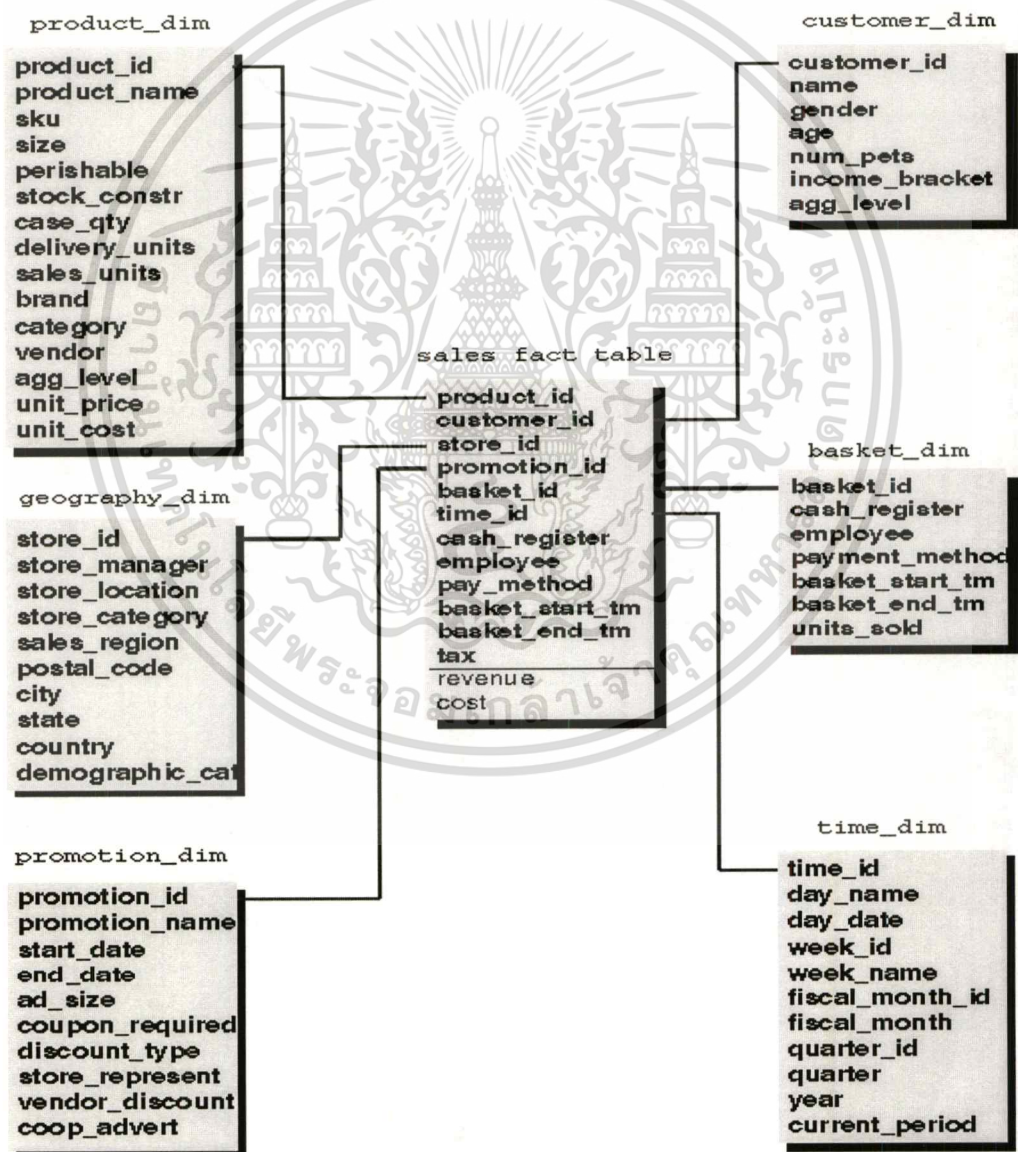 product_dim
product_id
product_name
sku
size
perishable
stock_constr
case_qty
delivery_units
sales_units
brand
category
vendor
agg_level
unit_price
unit_cost
customer_dim
customer_id
name
gender
age
num_pets
income_bracket
agg_level
sales fact table
product_id
customer_id
store_id
promotion_id
basket_id
time_id
cash_register
employee
pay_method
basket_start_tm
basket_end_tm
tax
revenue
cost
geography_dim
store_id
store_manager
store_location
store_category
sales_region
postal_code
city
state
country
demographic_cat
basket_dim
basket_id
cash_register
employee
payment_method
basket_start_tm
basket_end_tm
units_sold
promotion_dim
promotion_id
promotion_name
start_date
end_date
ad_size
coupon_required
discount_type
store_represent
vendor_discount
coop_advert
time_dim
time_id
day_name
day_date
week_id
week_name
fiscal_month_id
fiscal_month
quarter_id
quarter
year
current_period